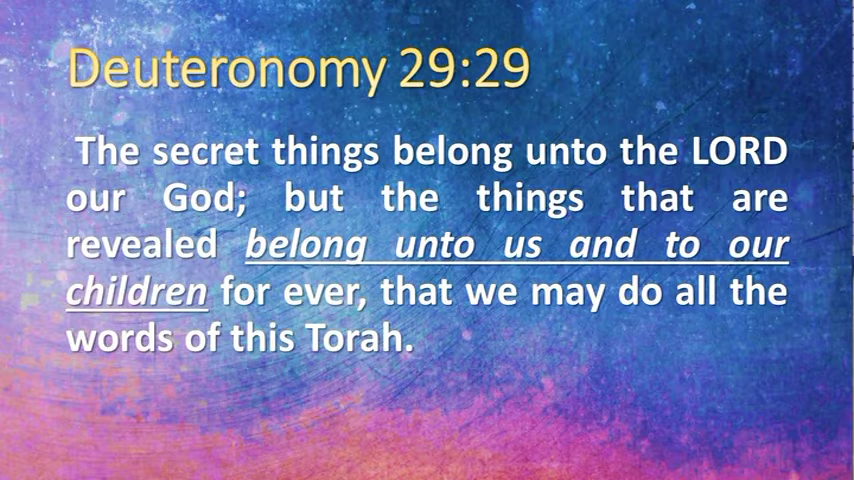 Deuteronomy 29:29
The secret things belong unto the LORD
our God; but the things that are
revealed belong unto us and to our
children for ever, that we may do all the
words of this Torah.